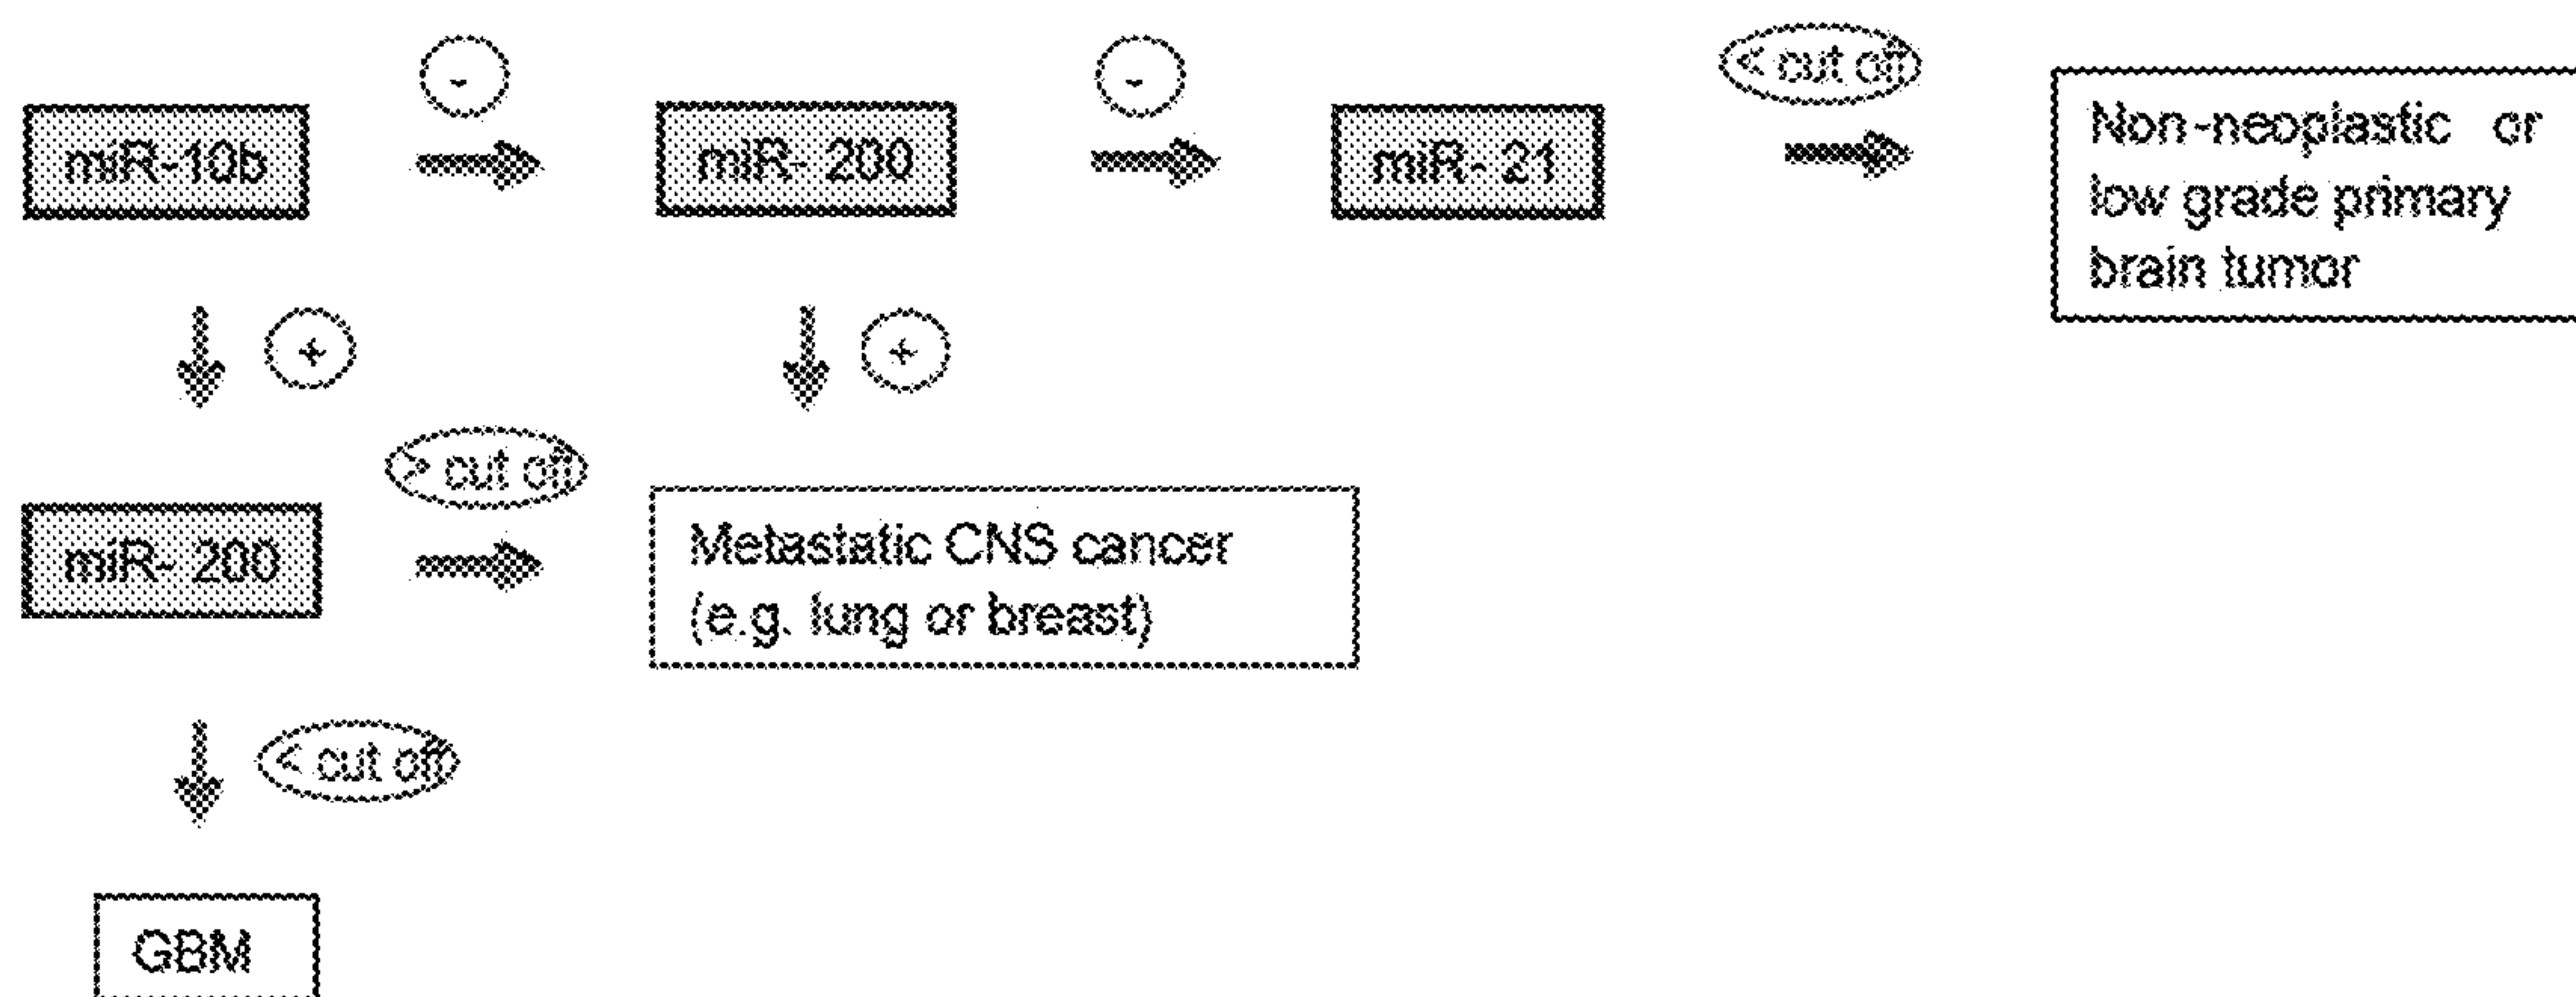 -
-
< cut off
miR-10b
miR- 200
miR- 21
Non-neoplastic or
low grade primary
brain tumor
+
+
> cut off
miR- 200
Metastatic CNS cancer
(e.g. lung or breast)
< cut off
GBM